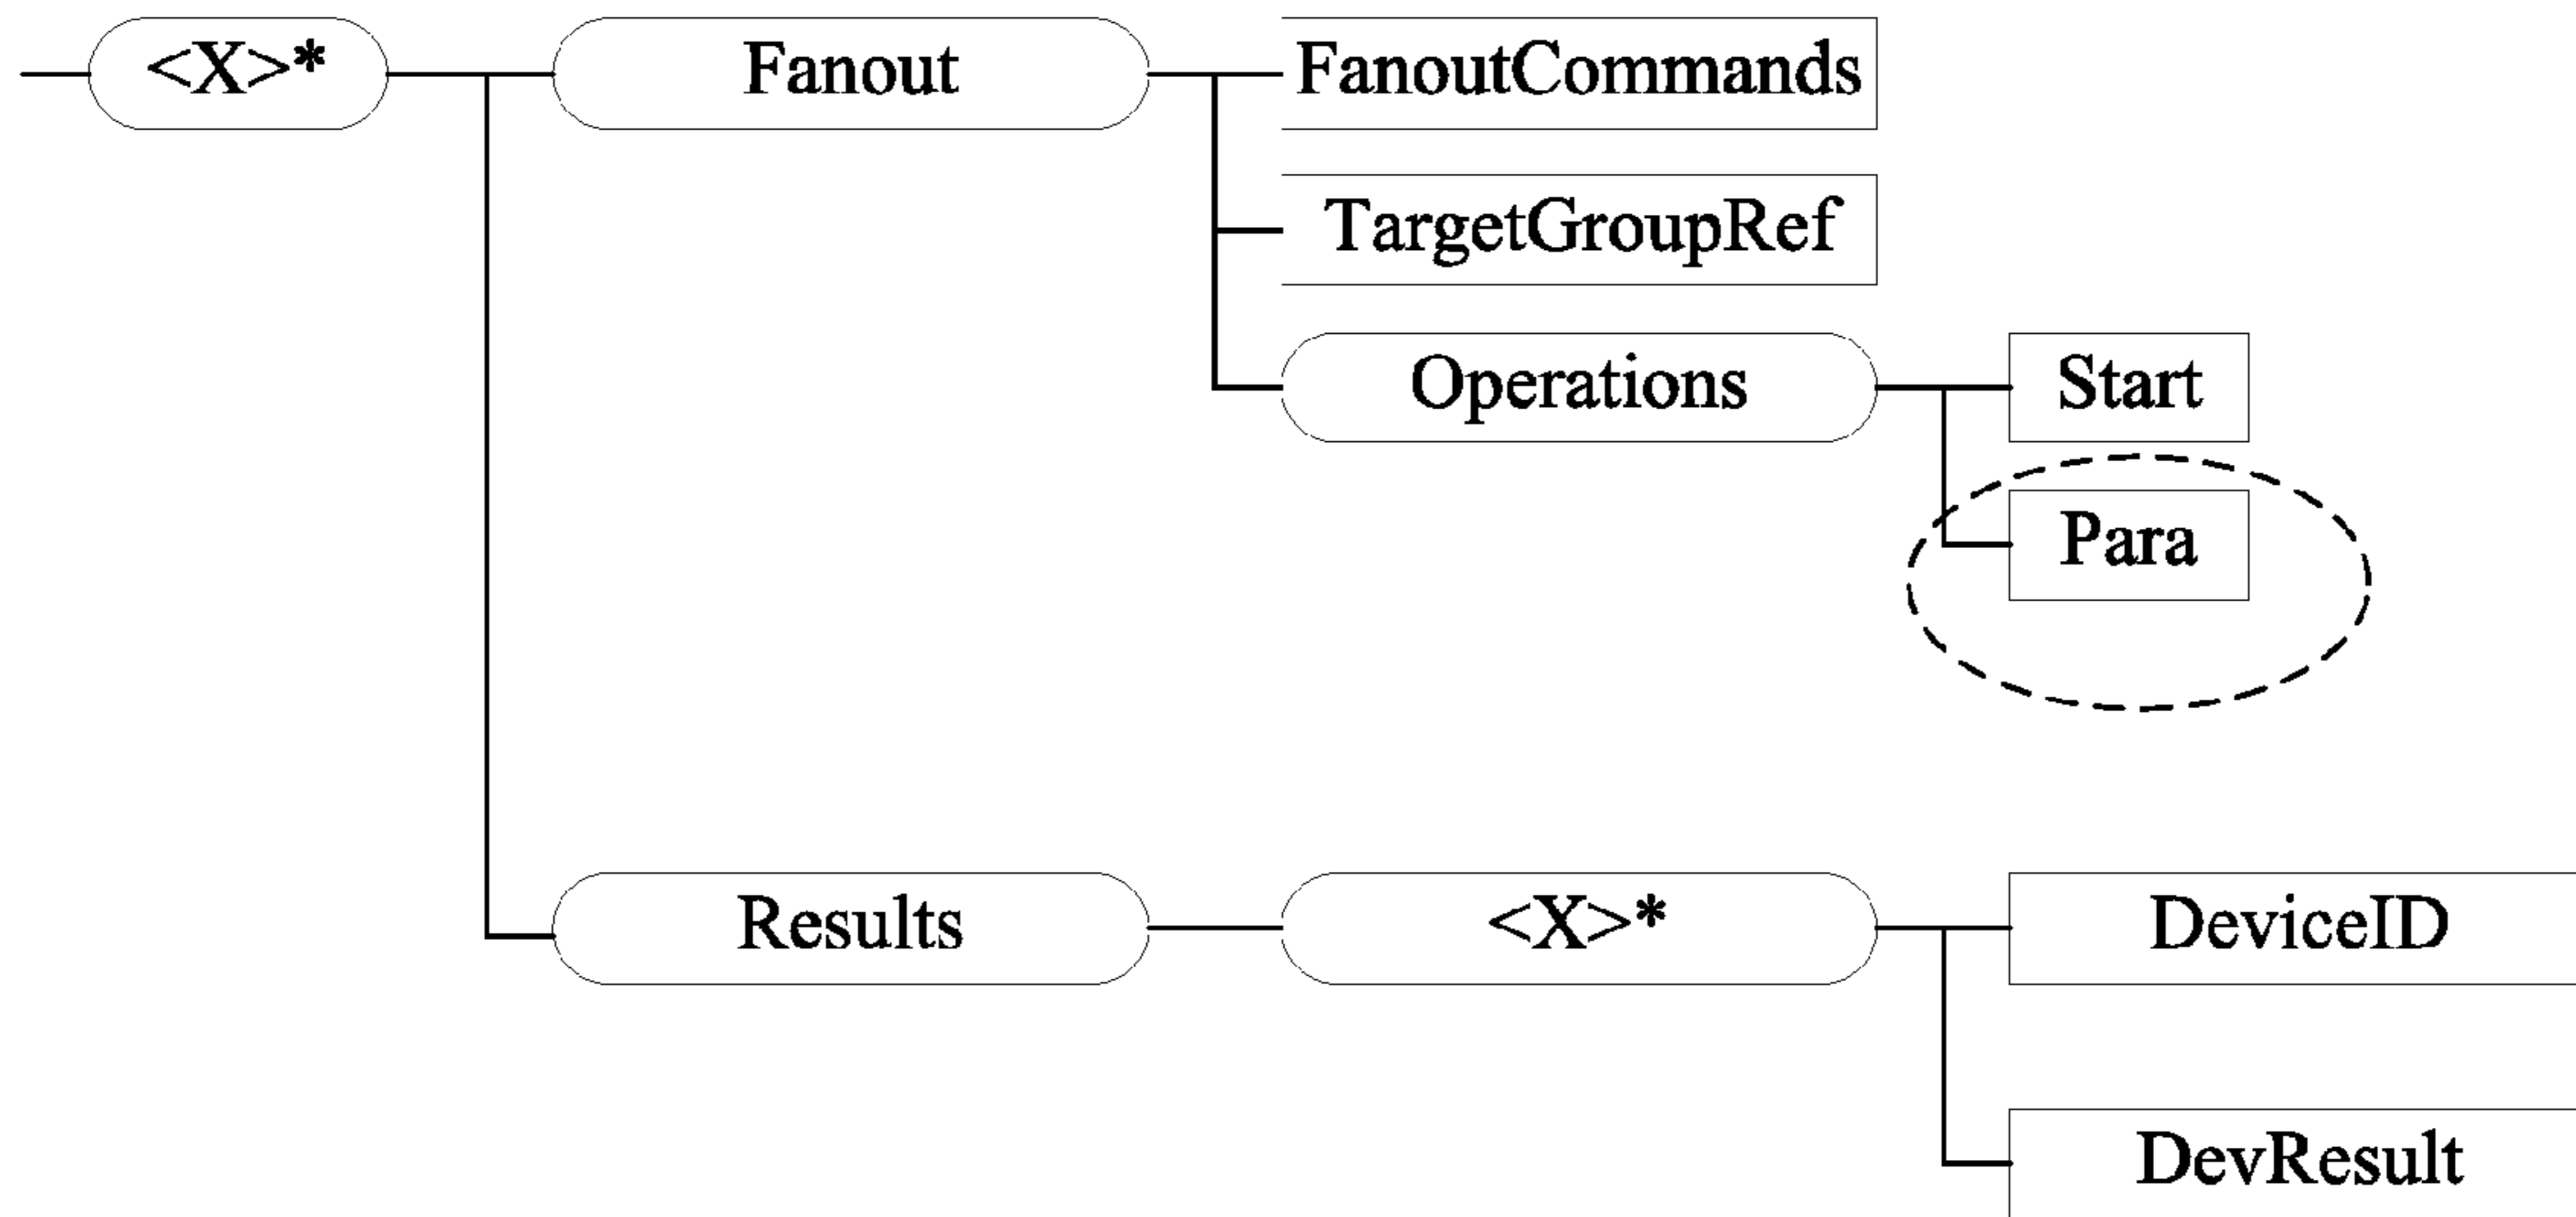 <X>*
Fanout
FanoutCommands
TargetGroupRef
Operations
Start
Para
Results
<X>*
DeviceID
DevResult